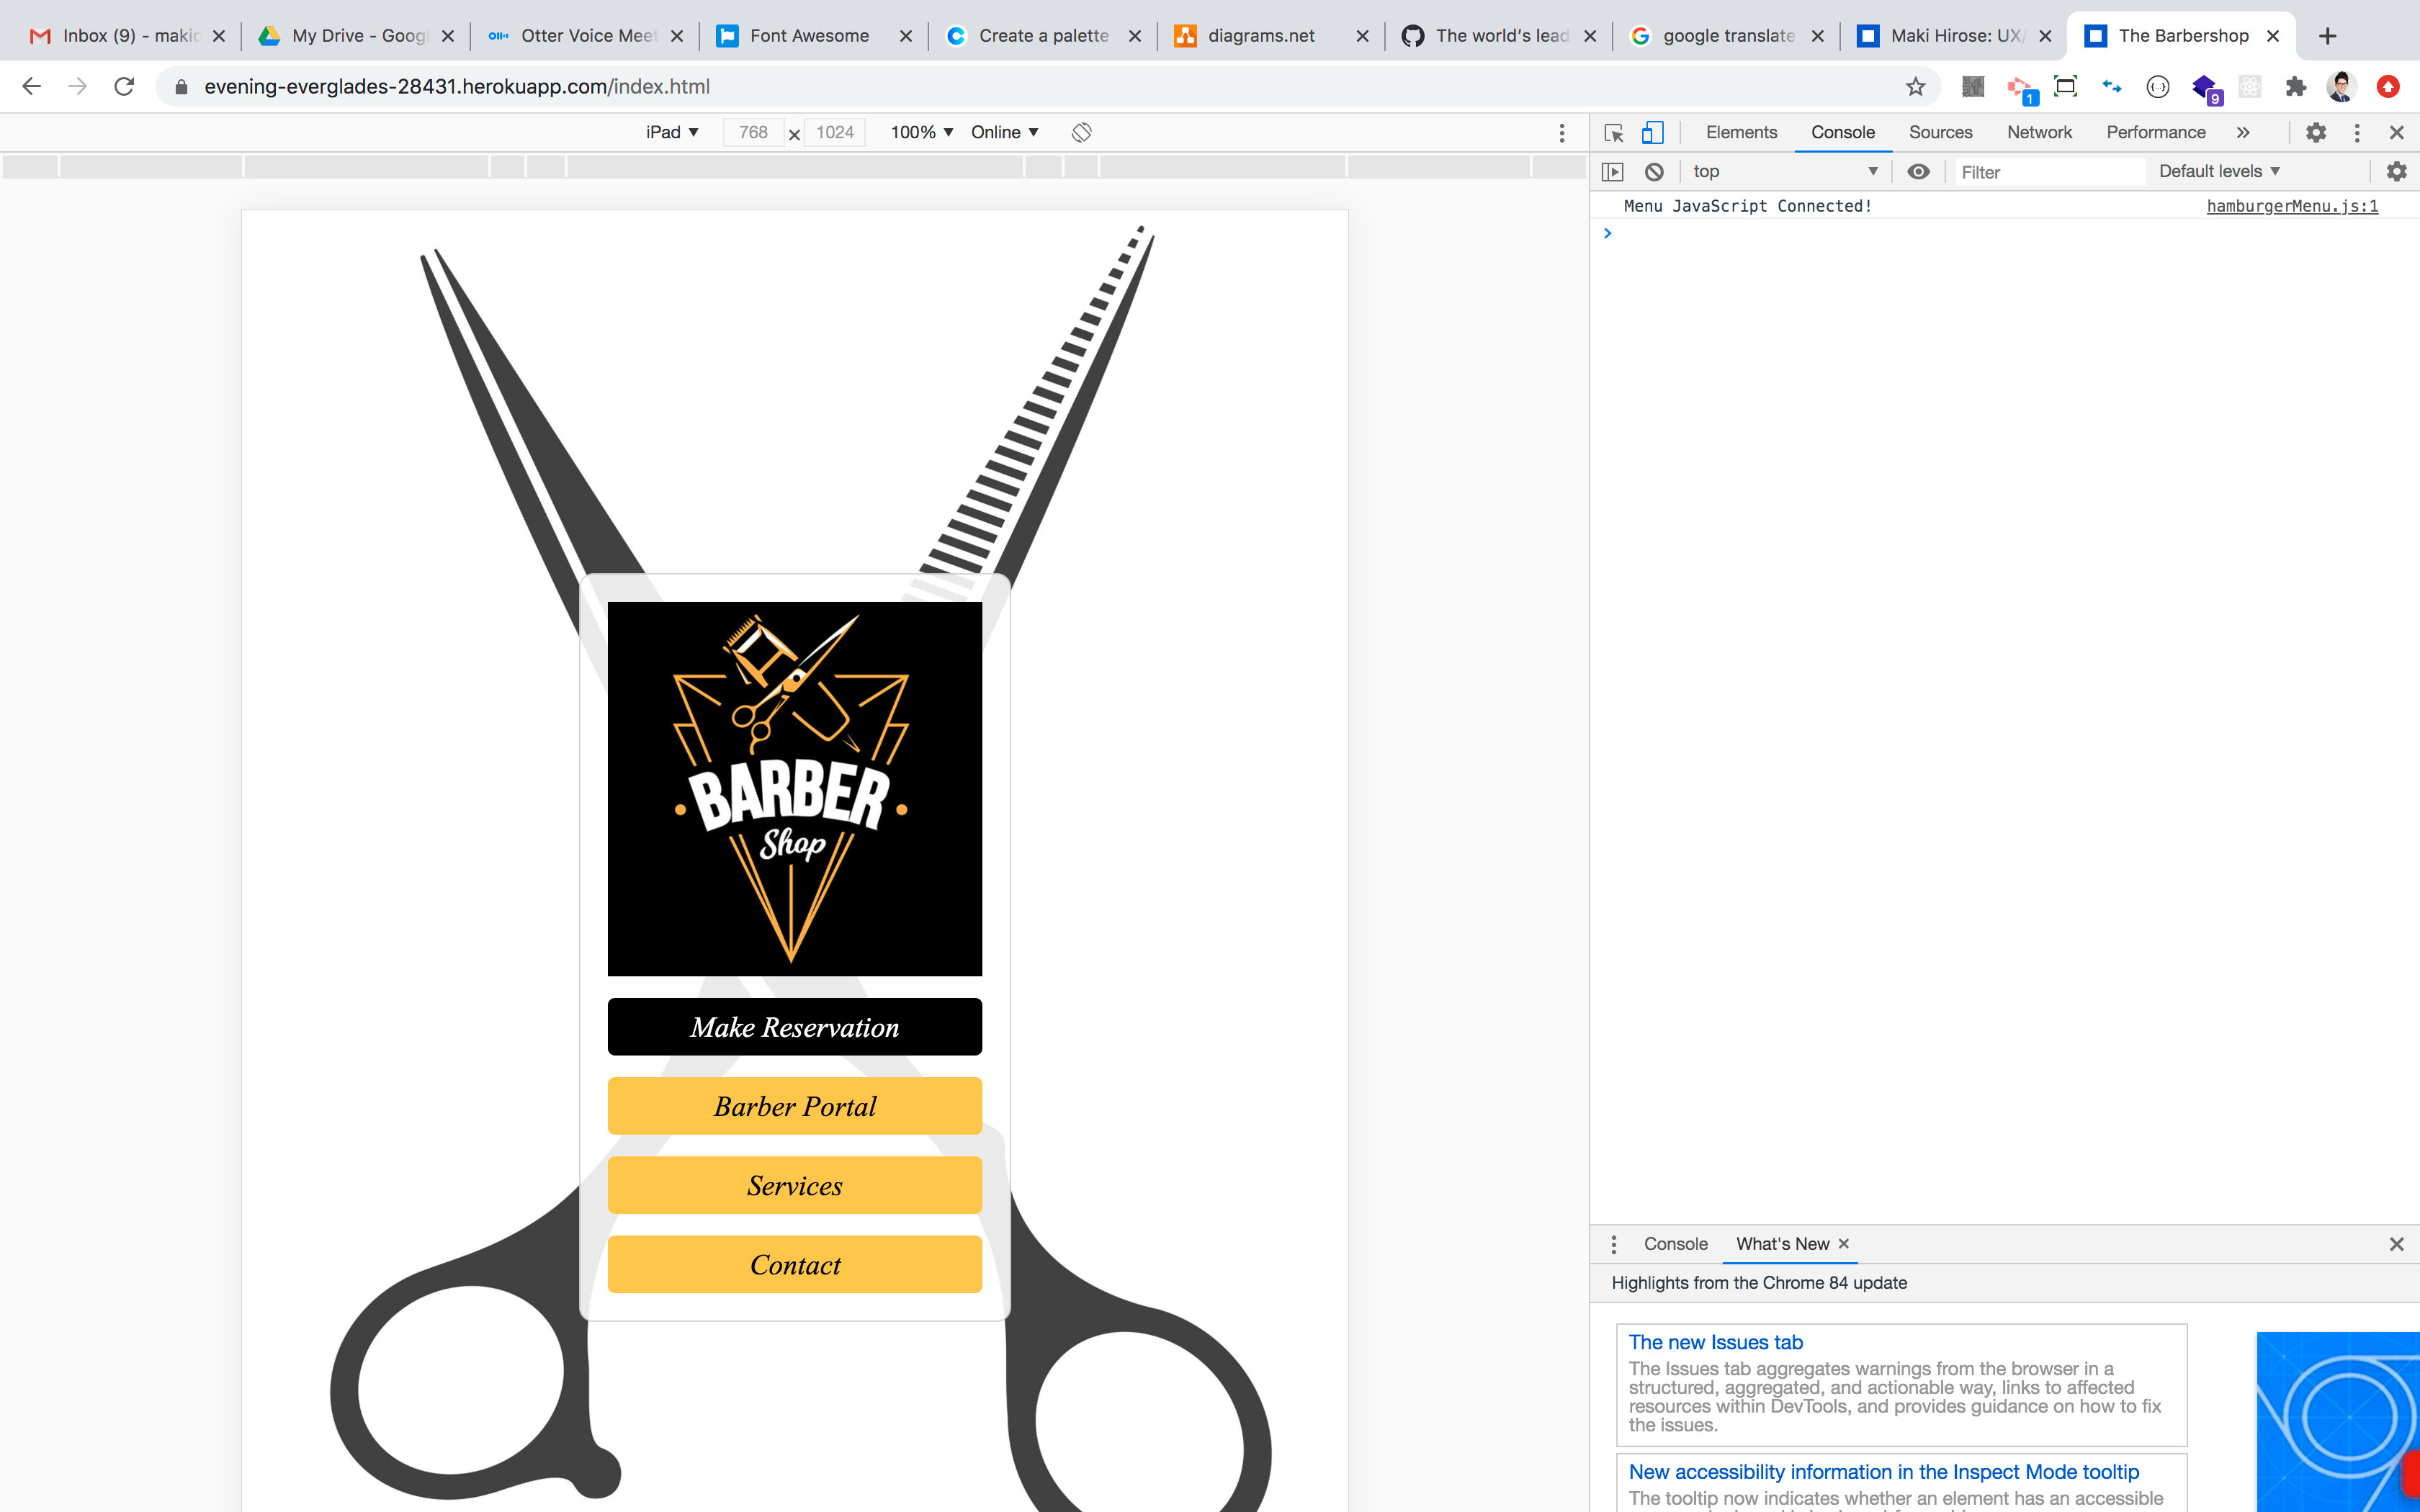 Inbox (9) - makic
My Drive - Googl
Otter Voice Meet
Font Awesome
Create a palette
diagrams.net
The world's lead
google translate
Maki Hirose: UX/
The Barbershop
evening-everglades-28431.herokuapp.com/index.html
1
9
iPad ▼ 768 × 1024 100% ▼ Online ▼
Elements Console Sources Network Performance »
top ▼ Filter Default levels ▼
Menu JavaScript Connected! hamburgerMenu.js:1
BARBER
Shop
Make Reservation
Barber Portal
Services
Contact
Console What's New
Highlights from the Chrome 84 update
The new Issues tab
The Issues tab aggregates warnings from the browser in a
structured, aggregated, and actionable way, links to affected
resources within DevTools, and provides guidance on how to fix
the issues.
New accessibility information in the Inspect Mode tooltip
The tooltip now indicates whether an element has an accessible